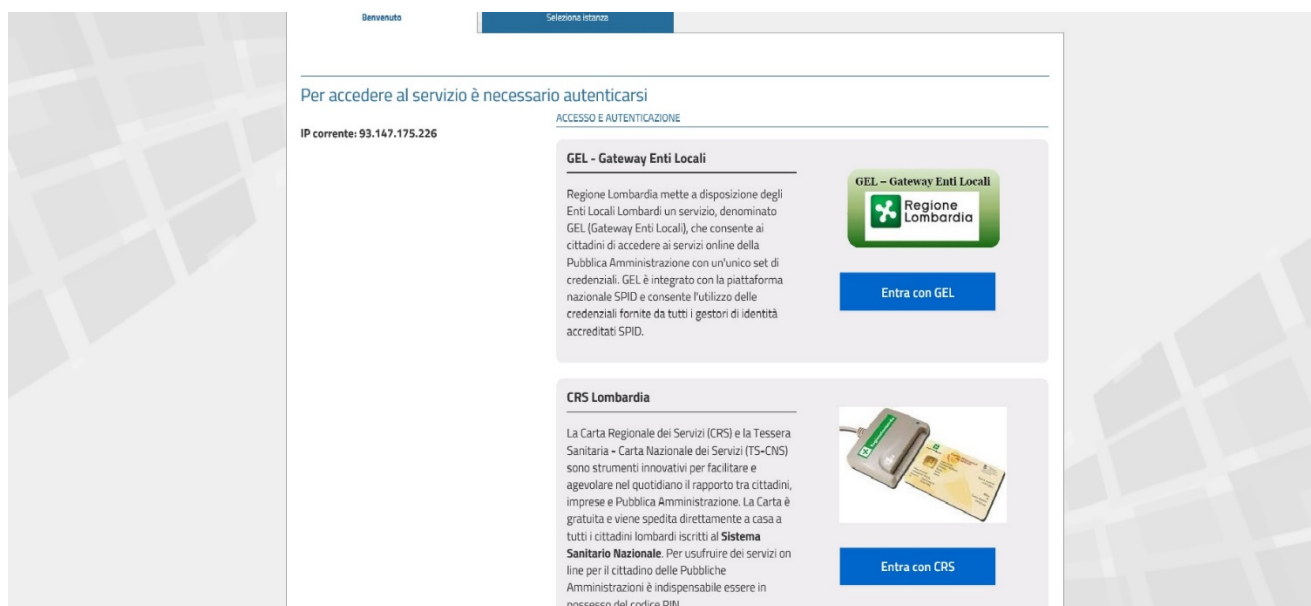 Benvenuto
Seleziona istanza
Per accedere al servizio è necessario autenticarsi
IP corrente: 93.147.175.226
ACCESSO E AUTENTICAZIONE
GEL - Gateway Enti Locali
Regione Lombardia mette a disposizione degli
Enti Locali Lombardi un servizio, denominato
GEL (Gateway Enti Locali), che consente ai
cittadini di accedere ai servizi online della
Pubblica Amministrazione con un'unico set di
credenziali. GEL è integrato con la piattaforma
nazionale SPID e consente l'utilizzo delle
credenziali fornite da tutti i gestori di identità
accreditati SPID.
GEL – Gateway Enti Locali
Regione
Lombardia
Entra con GEL
CRS Lombardia
La Carta Regionale dei Servizi (CRS) e la Tessera
Sanitaria - Carta Nazionale dei Servizi (TS-CNS)
sono strumenti innovativi per facilitare e
agevolare nel quotidiano il rapporto tra cittadini,
imprese e Pubblica Amministrazione. La Carta è
gratuita e viene spedita direttamente a casa a
tutti i cittadini lombardi iscritti al Sistema
Sanitario Nazionale. Per usufruire dei servizi on
line per il cittadino delle Pubbliche
Amministrazioni è indispensabile essere in
possesso del codice PIN
Entra con CRS